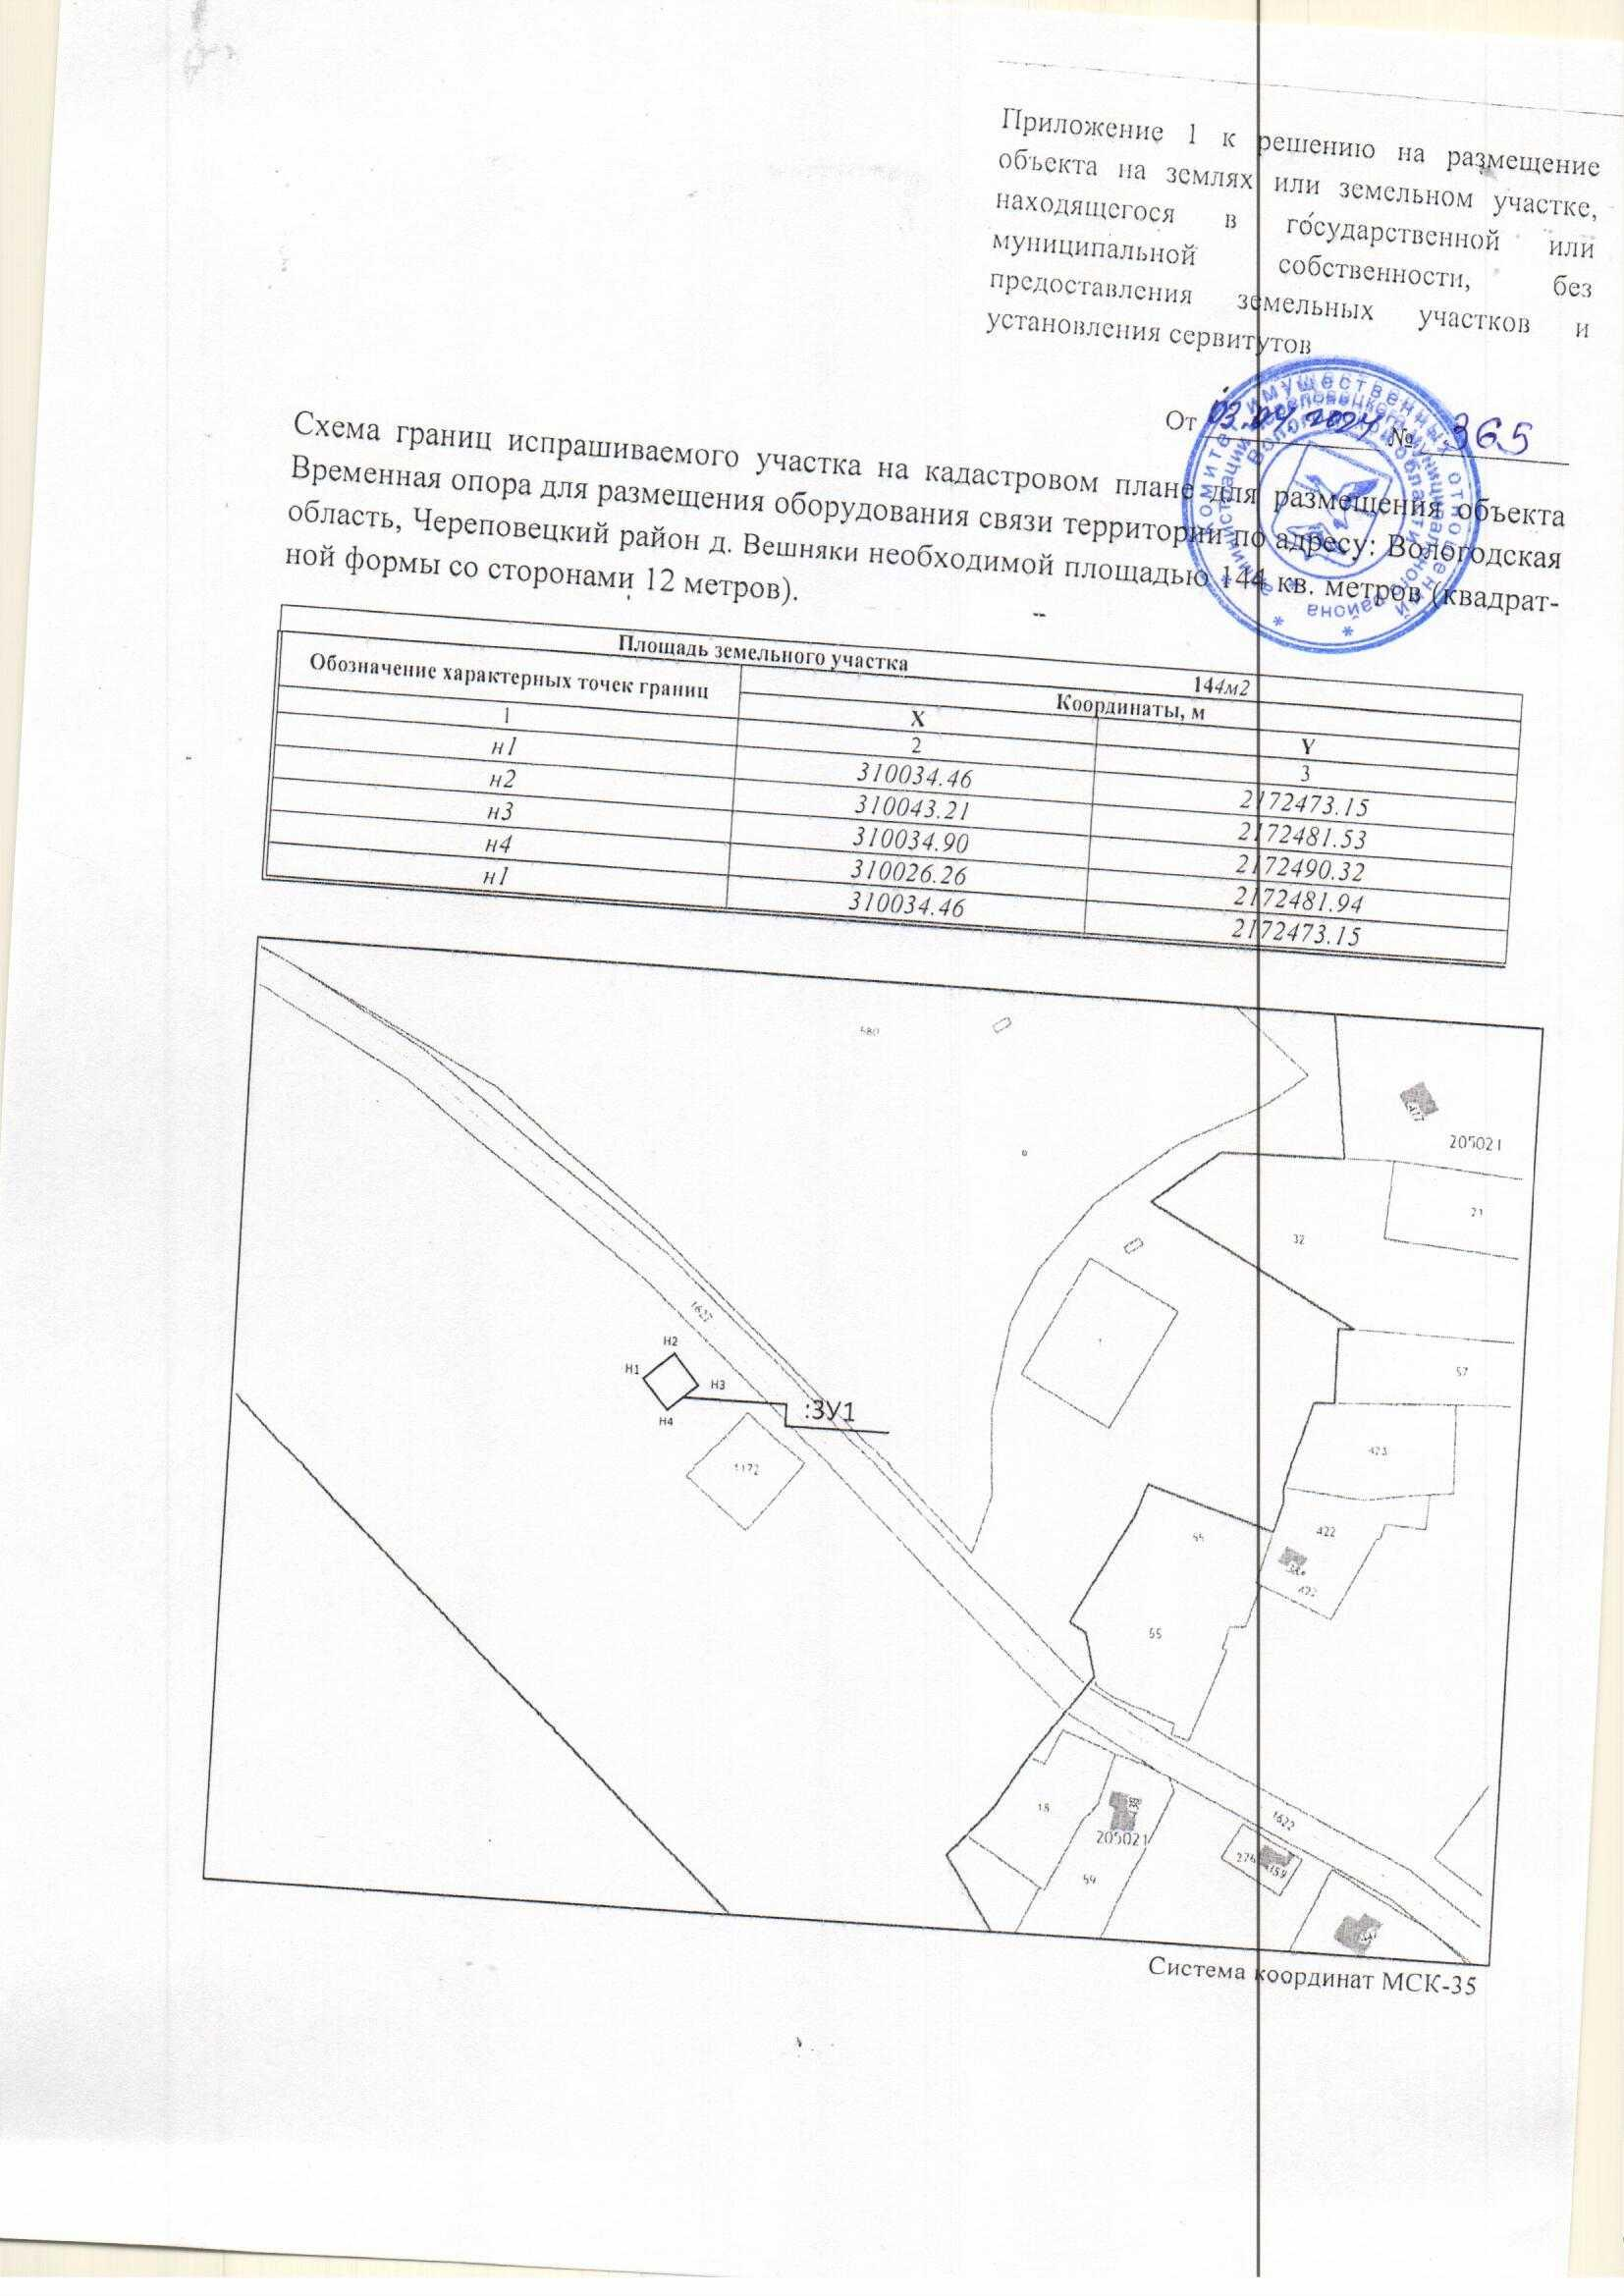 Приложение 1 к решению на размещение
объекта на землях или земельном участке,
находящегося в государственной или
муниципальной собственности, без
предоставления земельных участков и
установления сервитутов
От 03.04.2024 № 365
Схема границ испрашиваемого участка на кадастровом плане для размещения объекта
Временная опора для размещения оборудования связи территории по адресу: Вологодская
область, Череповецкий район д. Вешняки необходимой площадью 144 кв. метров (квадрат-
ной формы со сторонами 12 метров).
Площадь земельного участка 144м2
Обозначение характерных точек границ Координаты, м
X Y
1 2 3
н1 310034.46 2172473.15
н2 310043.21 2172481.53
н3 310034.90 2172490.32
н4 310026.26 2172481.94
н1 310034.46 2172473.15
580
205021
21
32
1627
Н2
Н1
Н3
57
:ЗУ1
Н4
423
1172
422
55
422
55
18
205021
1622
276
59
Система координат МСК-35